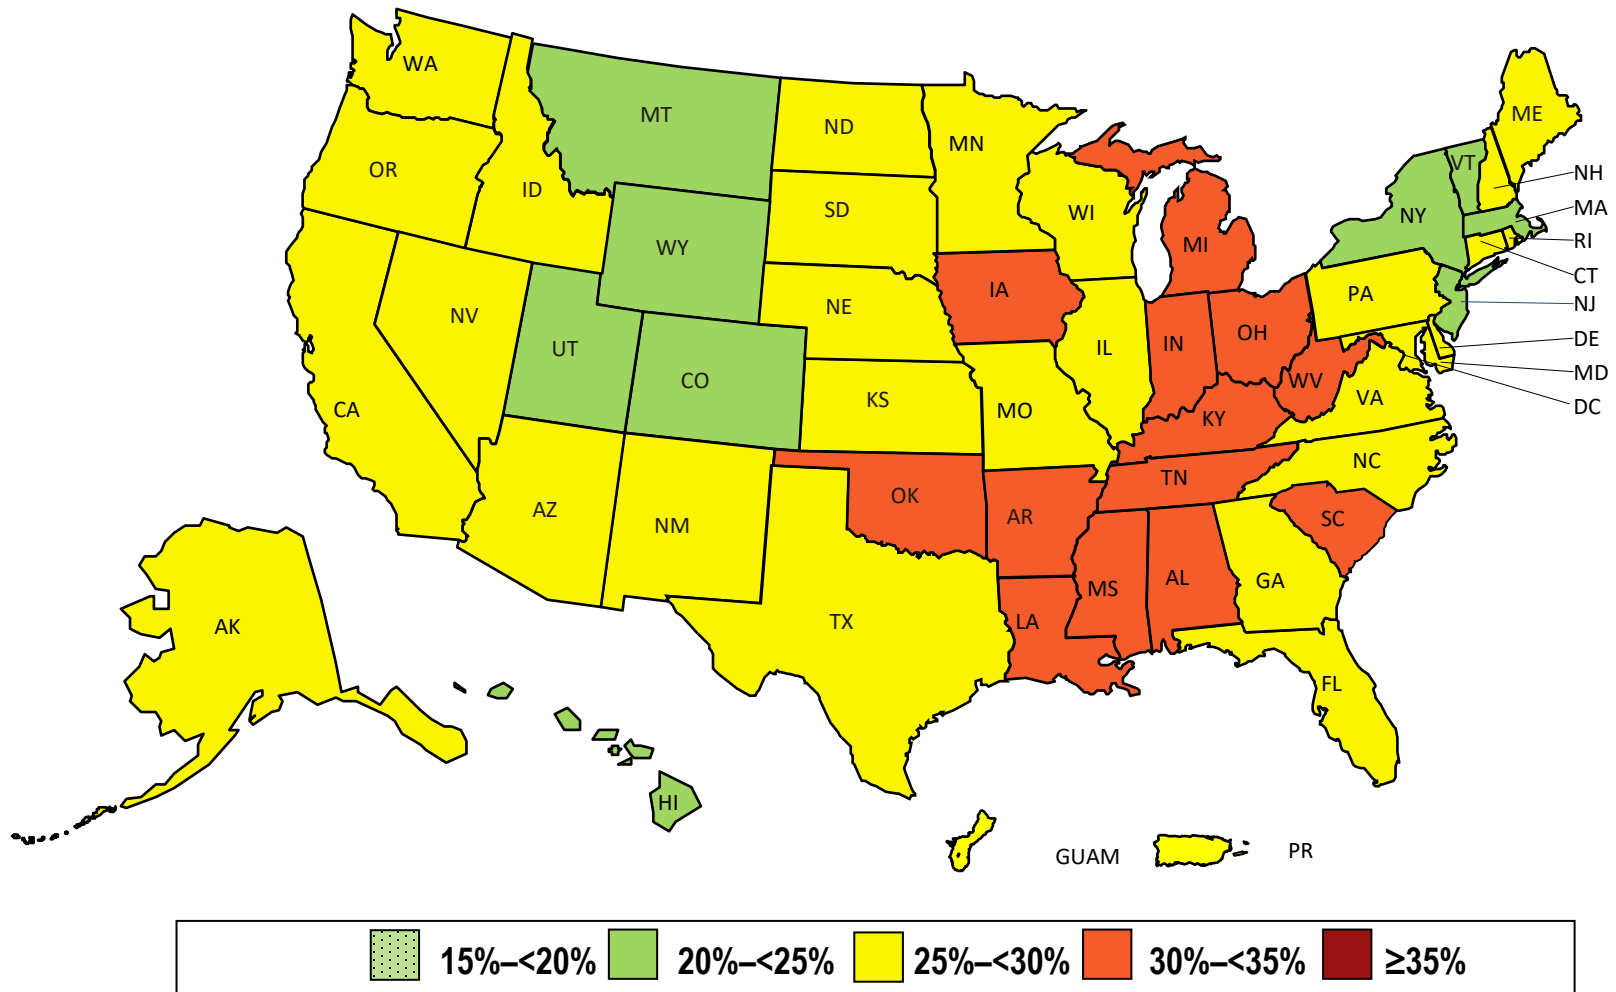 WA
MT
ND
MN
ME
OR
ID
SD
WI
VT
NH
NY
MA
MI
RI
WY
CT
IA
PA
NJ
NV
NE
UT
CO
IL
IN
OH
DE
WV
MD
CA
KS
MO
KY
VA
DC
NC
TN
AZ
NM
OK
AR
SC
MS
AL
GA
AK
TX
LA
FL
HI
GUAM
PR
15%–<20% 20%–<25% 25%–<30% 30%–<35% ≥35%